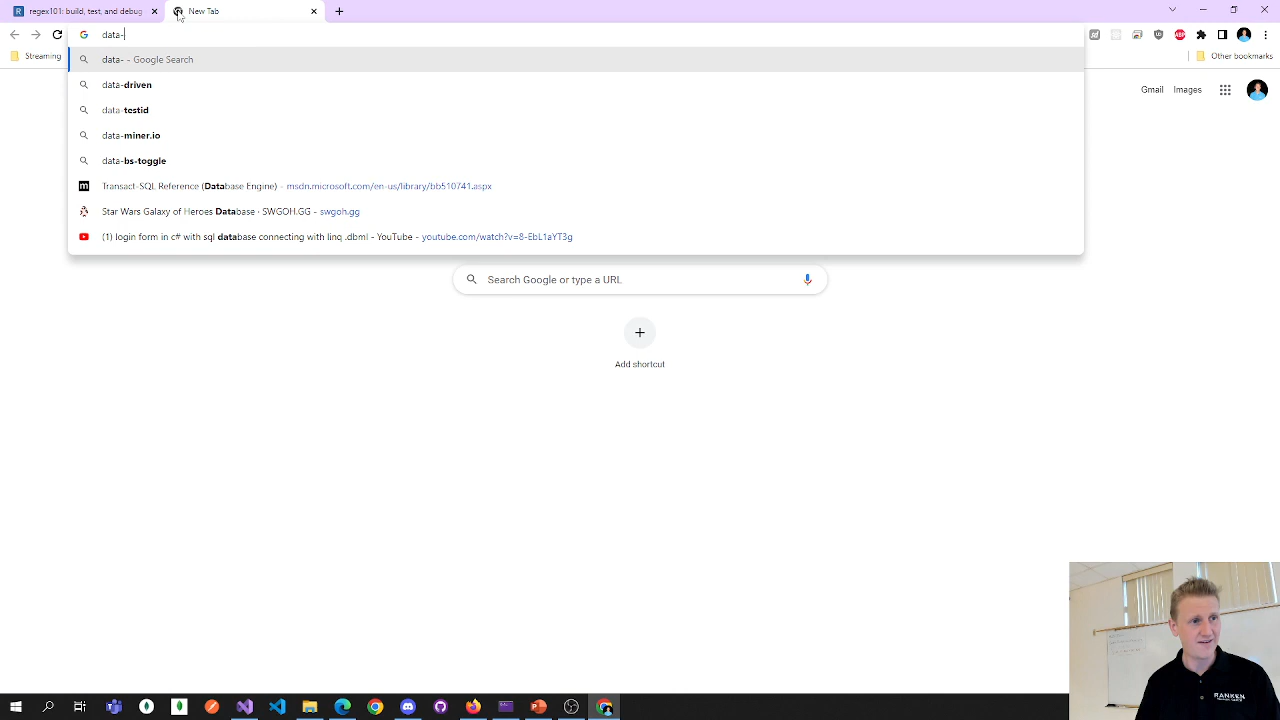 regex101: build, test, and debug
New Tab
data-
Streaming
Other bookmarks
data- - Google Search
data-driven
data-testid
data-miner.io
data-bs-toggle
Transact-SQL Reference (Database Engine) - msdn.microsoft.com/en-us/library/bb510741.aspx
Star Wars Galaxy of Heroes Database · SWGOH.GG - swgoh.gg
(1) login form in c# with sql database connecting with linq .dbml - YouTube - youtube.com/watch?v=8-EbL1aYT3g
Gmail Images
Search Google or type a URL
Add shortcut
RANKEN